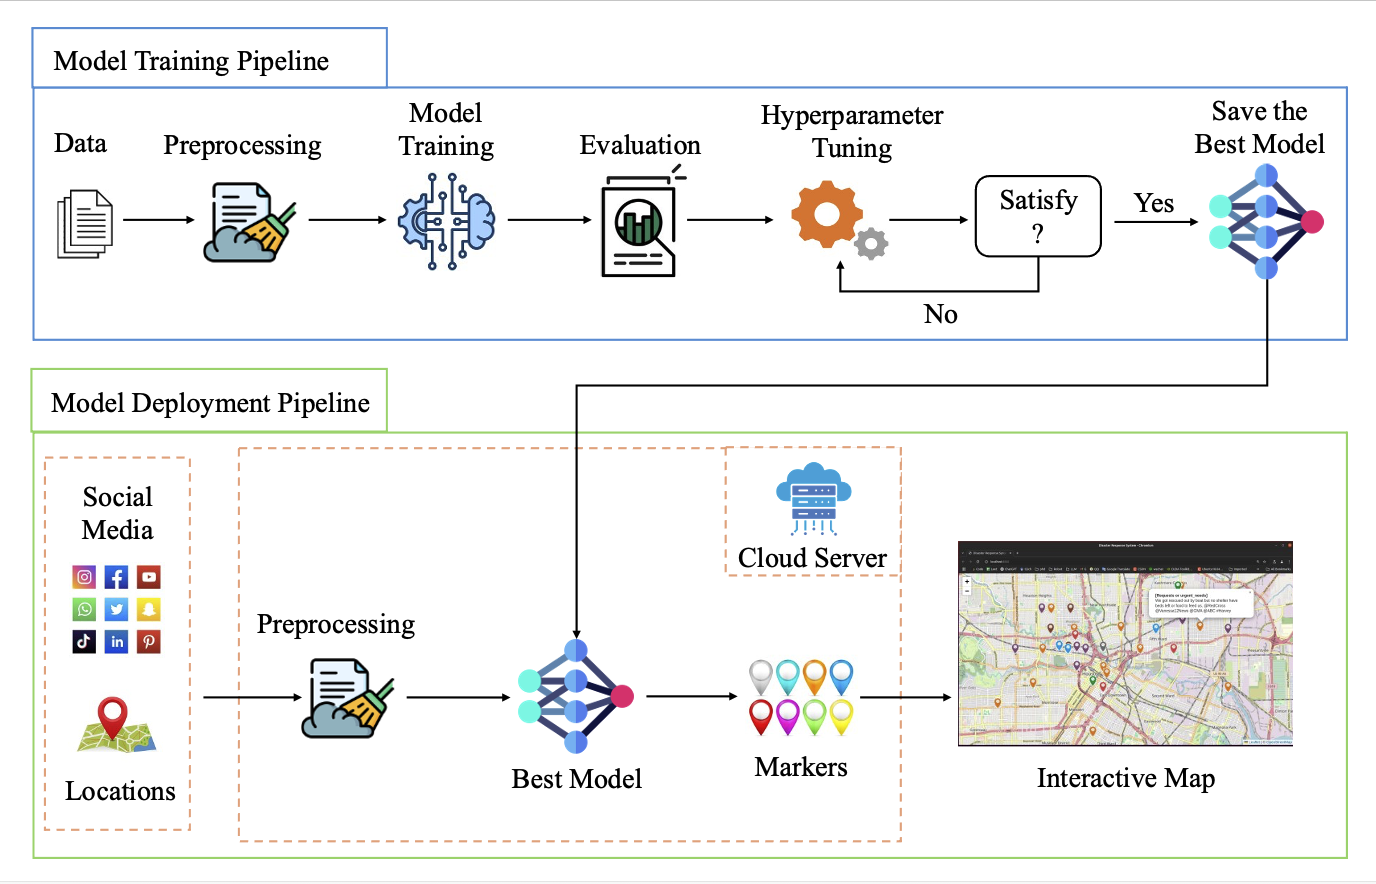 Model Training Pipeline
Data
Preprocessing
Model
Training
Evaluation
Hyperparameter
Tuning
Satisfy
?
Yes
No
Save the
Best Model
Model Deployment Pipeline
Social
Media
Locations
Cloud Server
Preprocessing
Best Model
Markers
Interactive Map